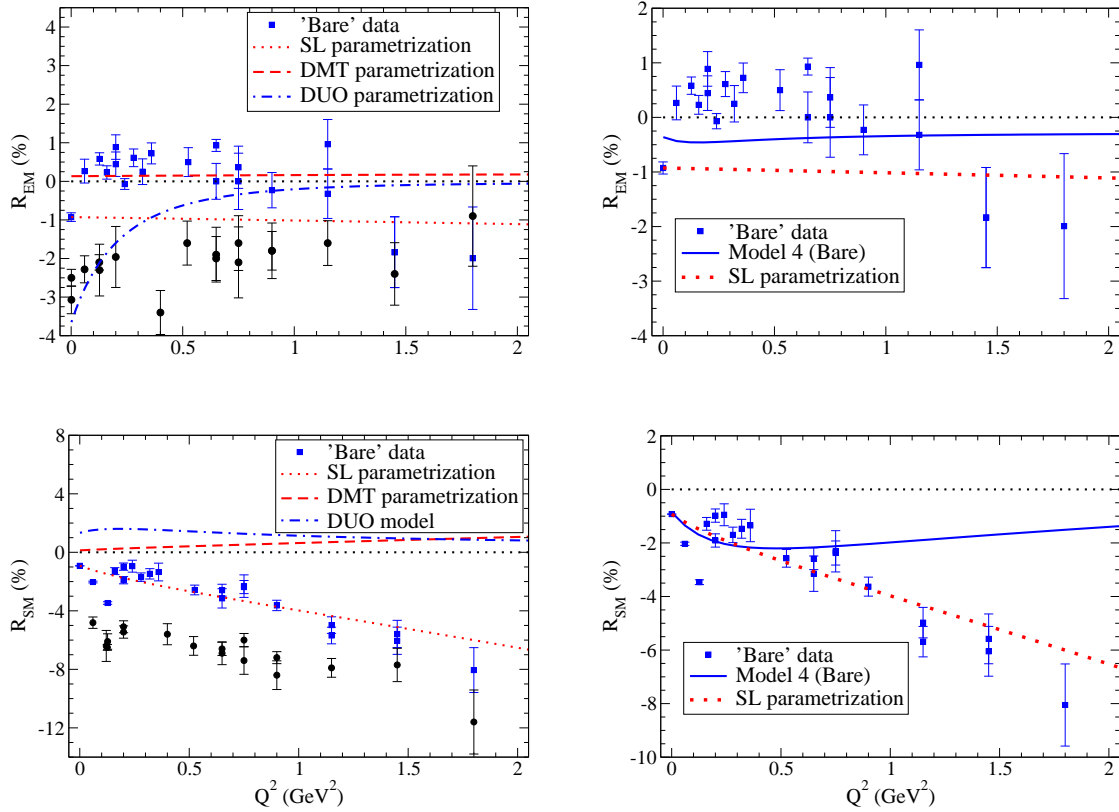 4
3
2
1
0
-1
-2
-3
-4
R_EM (%)
'Bare' data
SL parametrization
DMT parametrization
DUO parametrization
0 0.5 1 1.5 2
2
1
0
-1
-2
-3
-4
R_EM (%)
'Bare' data
Model 4 (Bare)
SL parametrization
0 0.5 1 1.5 2
8
4
0
-4
-8
-12
R_SM (%)
'Bare' data
SL parametrization
DMT parametrization
DUO model
0 0.5 1 1.5 2
Q^2 (GeV^2)
2
0
-2
-4
-6
-8
-10
R_SM (%)
'Bare' data
Model 4 (Bare)
SL parametrization
0 0.5 1 1.5 2
Q^2 (GeV^2)